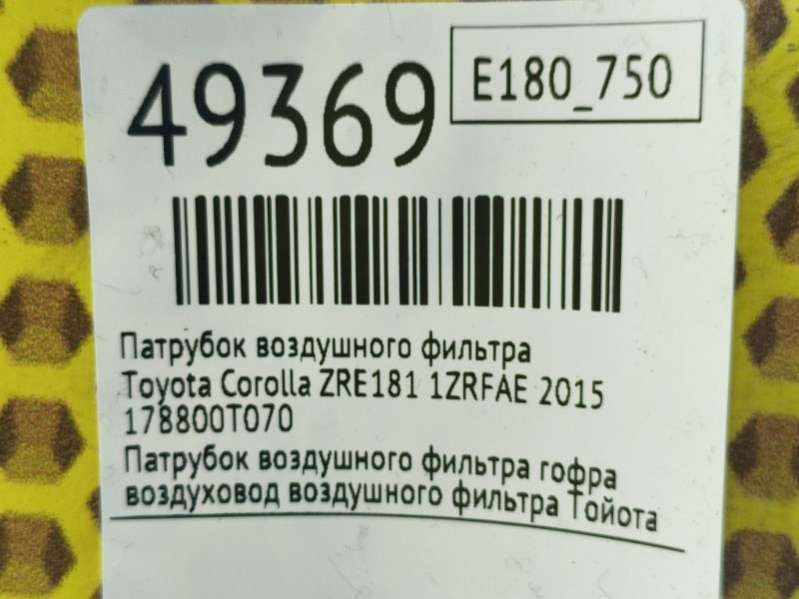 49369
E180_750
Патрубок воздушного фильтра
Toyota Corolla ZRE181 1ZRFAE 2015
178800T070
Патрубок воздушного фильтра гофра
воздуховод воздушного фильтра Тойота